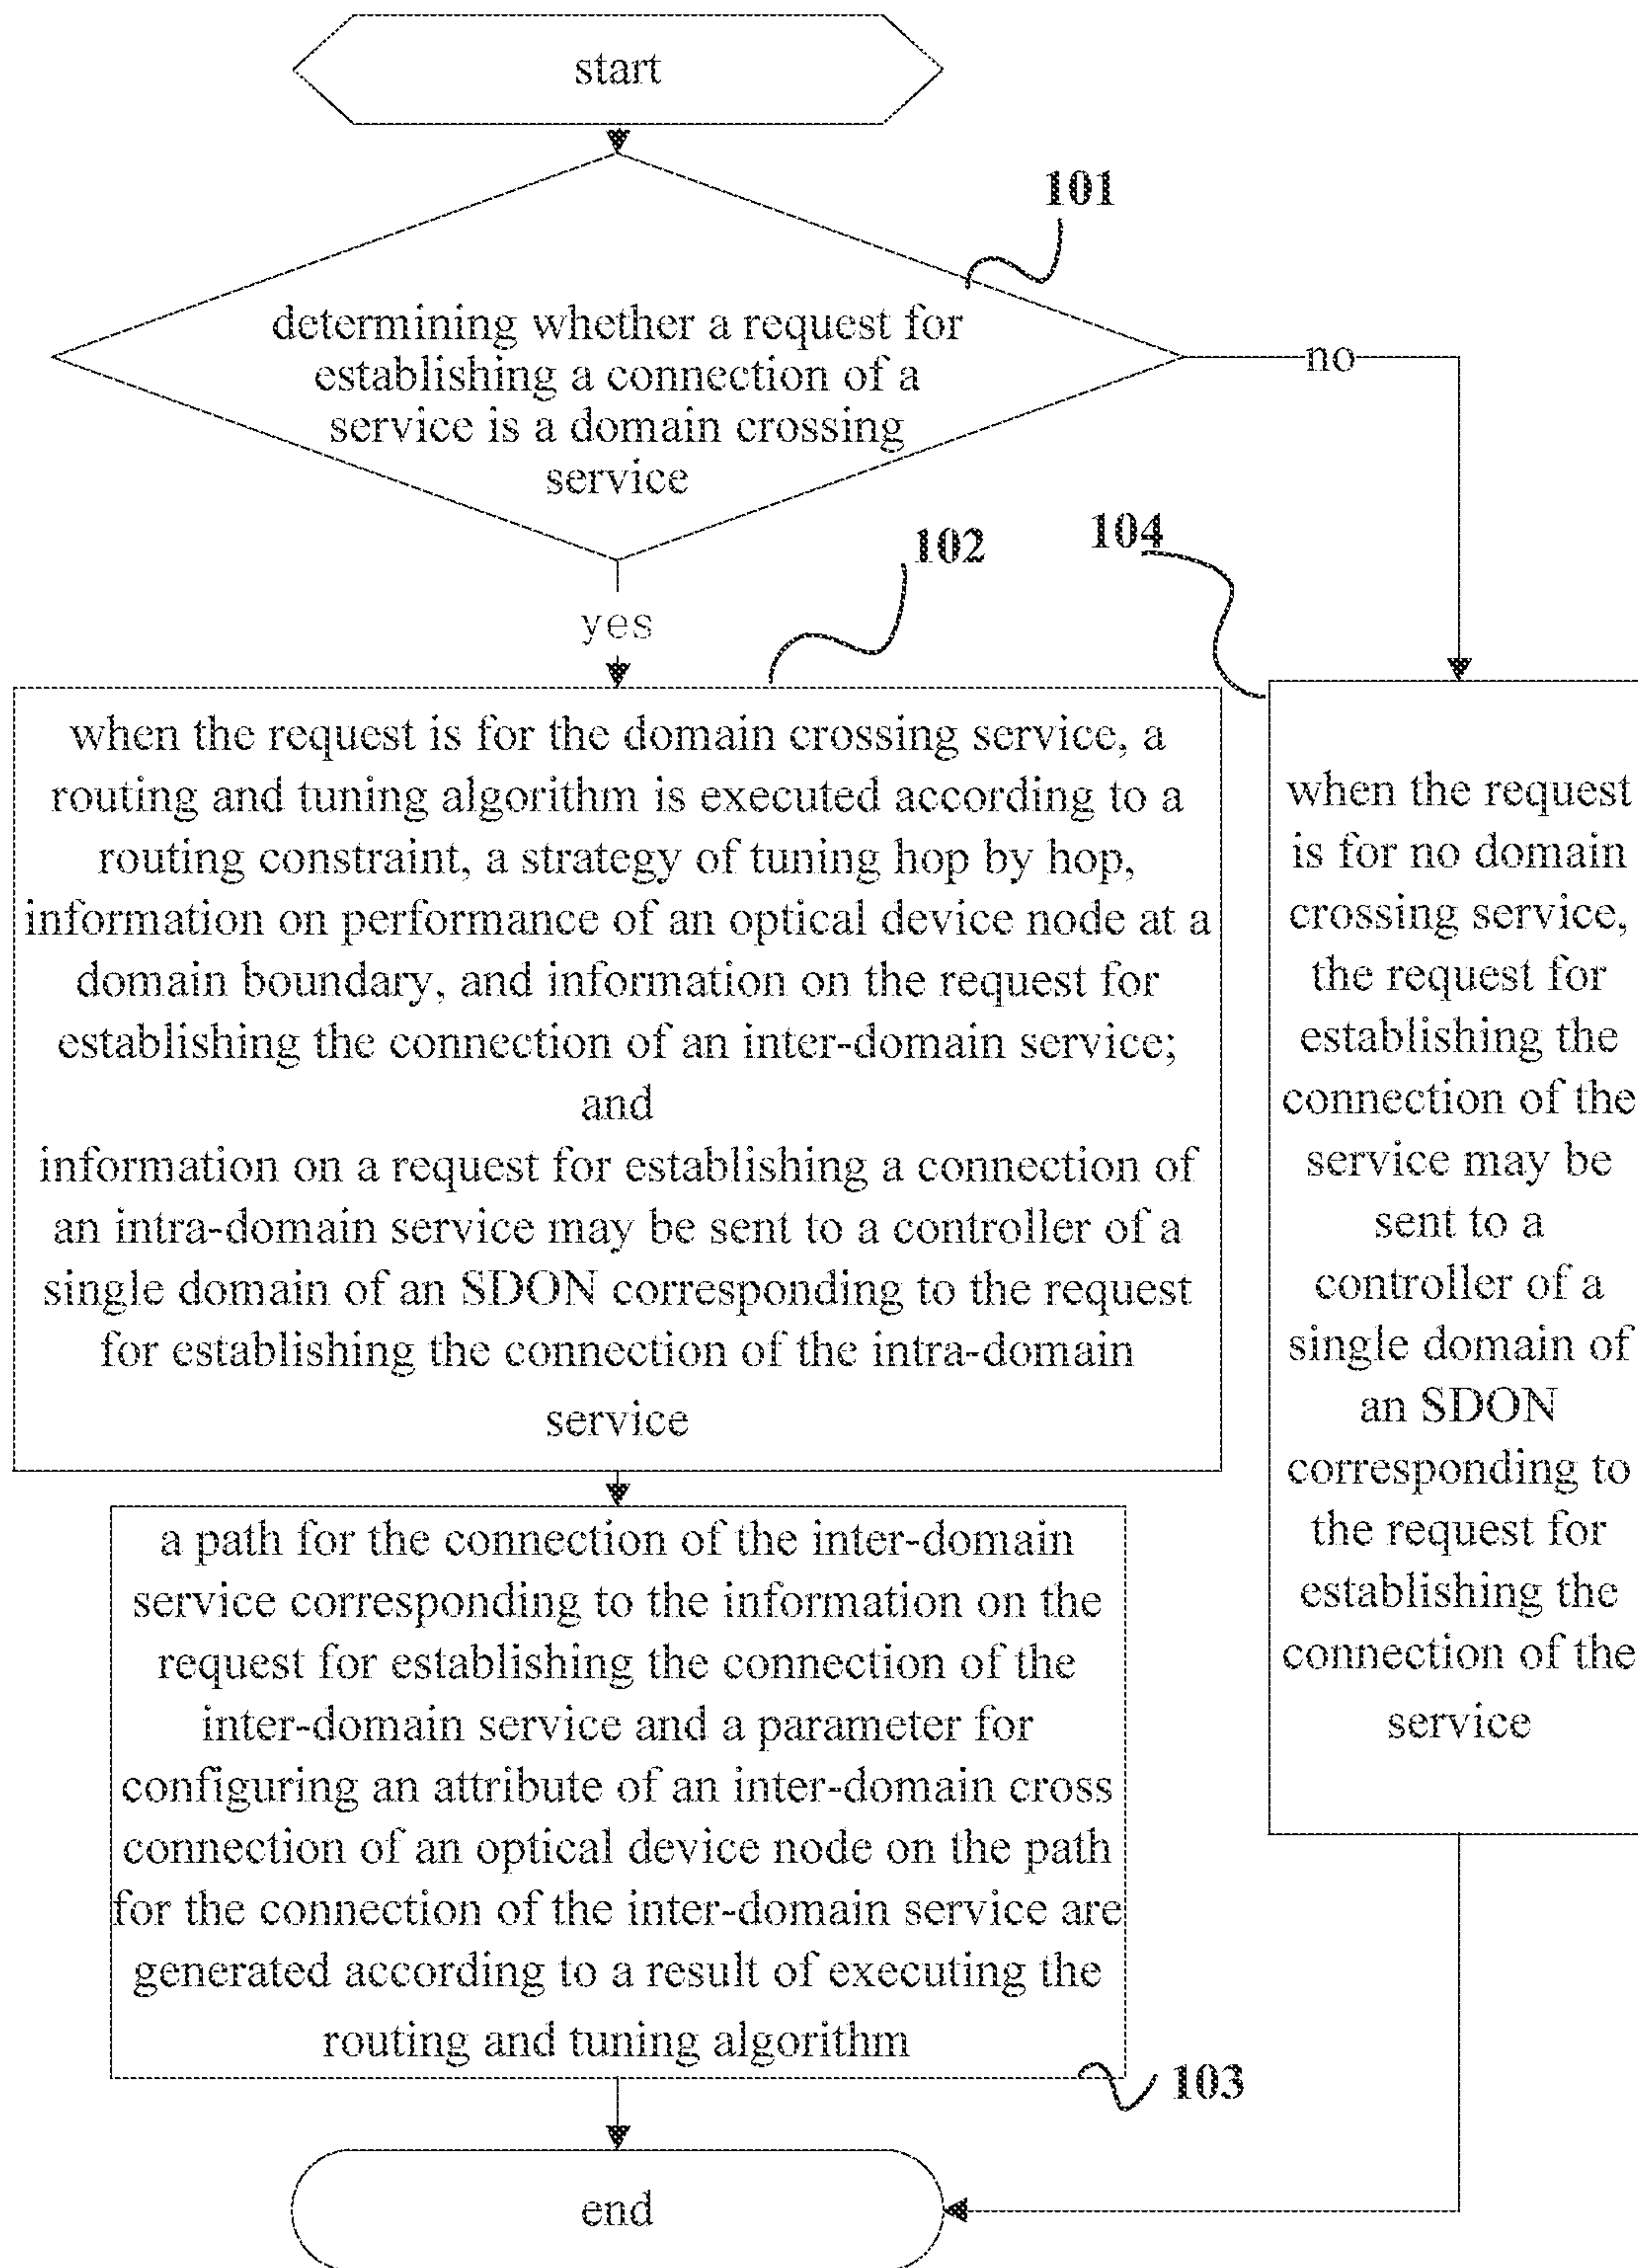 start
101
determining whether a request for
establishing a connection of a
service is a domain crossing
service
no
yes
102
when the request is for the domain crossing service, a
routing and tuning algorithm is executed according to a
routing constraint, a strategy of tuning hop by hop,
information on performance of an optical device node at a
domain boundary, and information on the request for
establishing the connection of an inter-domain service;
and
information on a request for establishing a connection of
an intra-domain service may be sent to a controller of a
single domain of an SDON corresponding to the request
for establishing the connection of the intra-domain
service
104
when the request
is for no domain
crossing service,
the request for
establishing the
connection of the
service may be
sent to a
controller of a
single domain of
an SDON
corresponding to
the request for
establishing the
connection of the
service
a path for the connection of the inter-domain
service corresponding to the information on the
request for establishing the connection of the
inter-domain service and a parameter for
configuring an attribute of an inter-domain cross
connection of an optical device node on the path
for the connection of the inter-domain service are
generated according to a result of executing the
routing and tuning algorithm
103
end